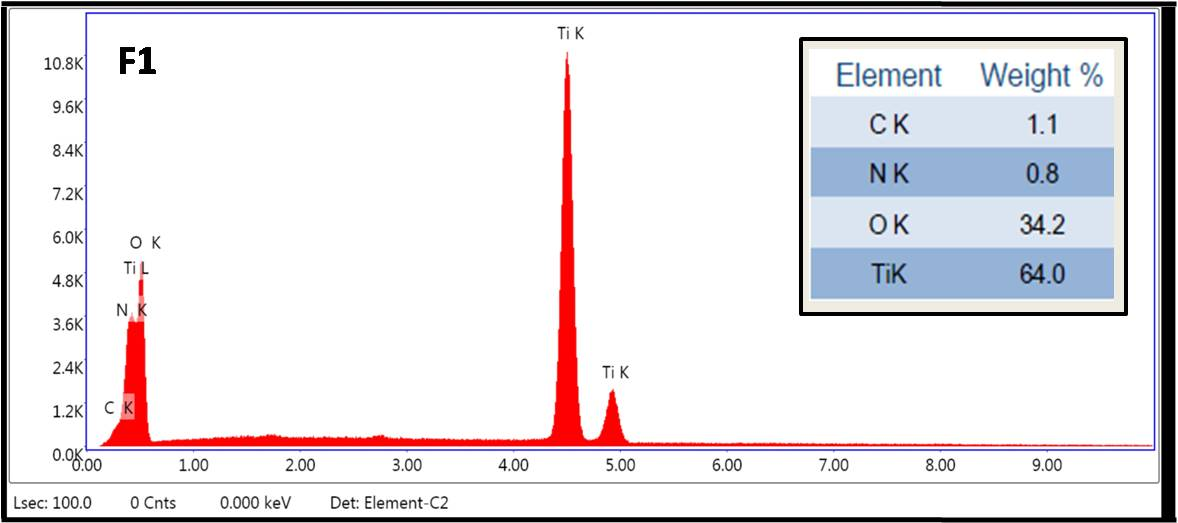 F1
Ti K
Element Weight %
C K 1.1
N K 0.8
O K 34.2
TiK 64.0
10.8K
9.6K
8.4K
7.2K
6.0K
4.8K
3.6K
2.4K
1.2K
0.0K
O K
Ti L
N K
C K
Ti K
0.00 1.00 2.00 3.00 4.00 5.00 6.00 7.00 8.00 9.00
Lsec: 100.0 0 Cnts 0.000 keV Det: Element-C2